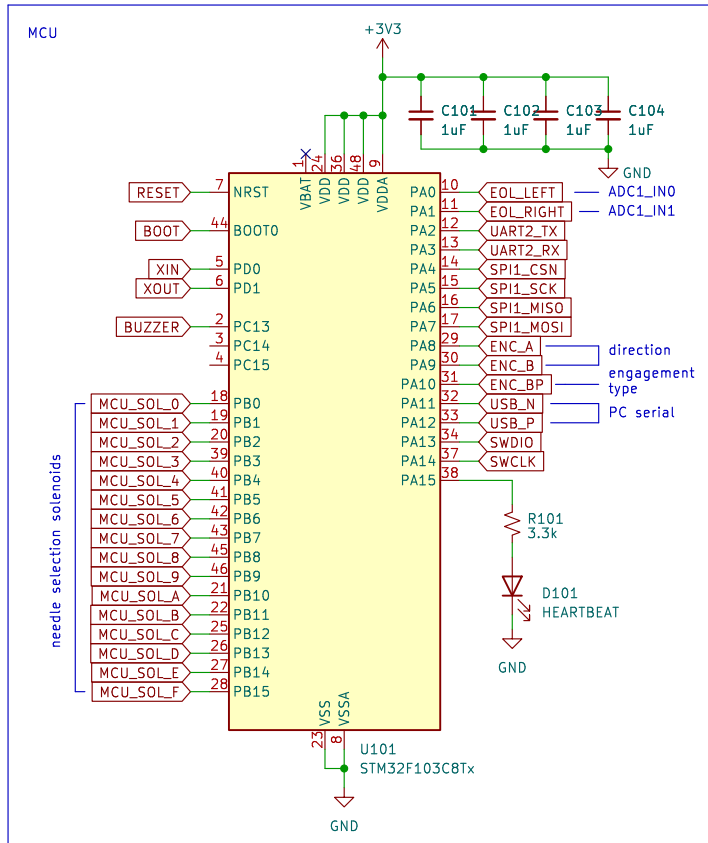 MCU
+3V3
C101
1uF
C102
1uF
C103
1uF
C104
1uF
GND
1
24
36
48
9
VBAT
VDD
VDD
VDD
VDDA
RESET 7 NRST
BOOT 44 BOOT0
XIN 5 PD0
XOUT 6 PD1
BUZZER 2 PC13
3 PC14
4 PC15
needle selection solenoids
MCU_SOL_0 18 PB0
MCU_SOL_1 19 PB1
MCU_SOL_2 20 PB2
MCU_SOL_3 39 PB3
MCU_SOL_4 40 PB4
MCU_SOL_5 41 PB5
MCU_SOL_6 42 PB6
MCU_SOL_7 43 PB7
MCU_SOL_8 45 PB8
MCU_SOL_9 46 PB9
MCU_SOL_A 21 PB10
MCU_SOL_B 22 PB11
MCU_SOL_C 25 PB12
MCU_SOL_D 26 PB13
MCU_SOL_E 27 PB14
MCU_SOL_F 28 PB15
PA0 10 EOL_LEFT ADC1_IN0
PA1 11 EOL_RIGHT ADC1_IN1
PA2 12 UART2_TX
PA3 13 UART2_RX
PA4 14 SPI1_CSN
PA5 15 SPI1_SCK
PA6 16 SPI1_MISO
PA7 17 SPI1_MOSI
PA8 29 ENC_A
PA9 30 ENC_B
direction
PA10 31 ENC_BP
engagement
type
PA11 32 USB_N
PA12 33 USB_P
PC serial
PA13 34 SWDIO
PA14 37 SWCLK
PA15 38
R101
3.3k
D101
HEARTBEAT
GND
VSS
VSSA
23
8
U101
STM32F103C8Tx
GND